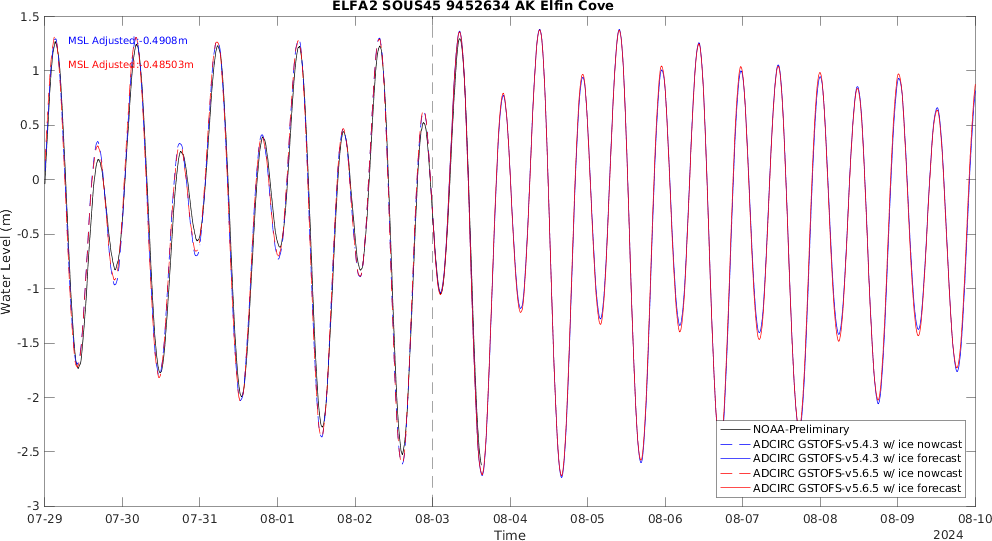 ELFA2 SOUS45 9452634 AK Elfin Cove
MSL Adjusted:-0.4908m
MSL Adjusted:-0.48503m
1.5
1
0.5
0
-0.5
-1
-1.5
-2
-2.5
-3
Water Level (m)
NOAA-Preliminary
ADCIRC GSTOFS-v5.4.3 w/ ice nowcast
ADCIRC GSTOFS-v5.4.3 w/ ice forecast
ADCIRC GSTOFS-v5.6.5 w/ ice nowcast
ADCIRC GSTOFS-v5.6.5 w/ ice forecast
07-29 07-30 07-31 08-01 08-02 08-03 08-04 08-05 08-06 08-07 08-08 08-09 08-10
Time
2024